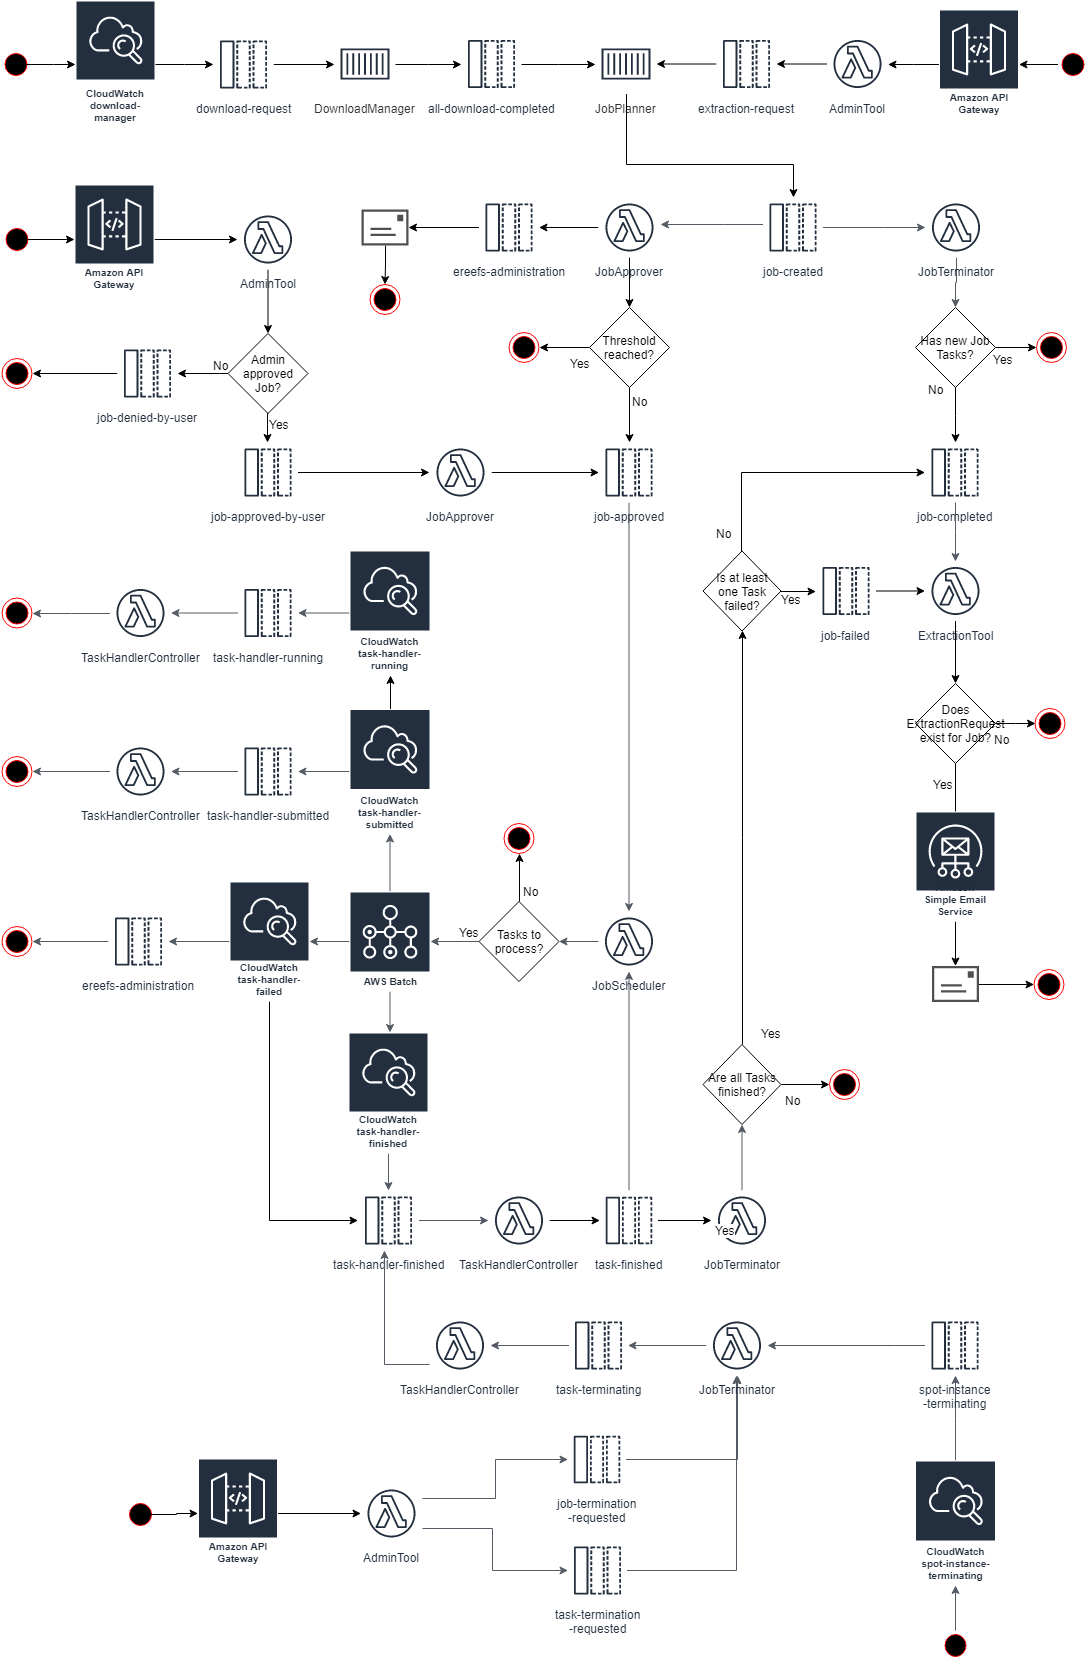 CloudWatch
download-
manager
download-request
DownloadManager
all-download-completed
JobPlanner
extraction-request
AdminTool
Amazon API
Gateway
Amazon API
Gateway
AdminTool
ereefs-administration
JobApprover
job-created
JobTerminator
Threshold
reached?
Yes
No
Has new Job
Tasks?
Yes
No
Admin
approved
Job?
No
Yes
job-denied-by-user
job-approved-by-user
JobApprover
job-approved
job-completed
No
Is at least
one Task
failed?
Yes
job-failed
ExtractionTool
CloudWatch
task-handler-
running
TaskHandlerController
task-handler-running
Does
ExtractionRequest
exist for Job?
No
Yes
TaskHandlerController
task-handler-submitted
CloudWatch
task-handler-
submitted
Simple Email
Service
No
Yes
Tasks to
process?
ereefs-administration
CloudWatch
task-handler-
failed
AWS Batch
JobScheduler
Yes
Are all Tasks
finished?
No
CloudWatch
task-handler-
finished
task-handler-finished
TaskHandlerController
task-finished
Yes
JobTerminator
TaskHandlerController
task-terminating
JobTerminator
spot-instance
-terminating
Amazon API
Gateway
AdminTool
job-termination
-requested
task-termination
-requested
CloudWatch
spot-instance-
terminating